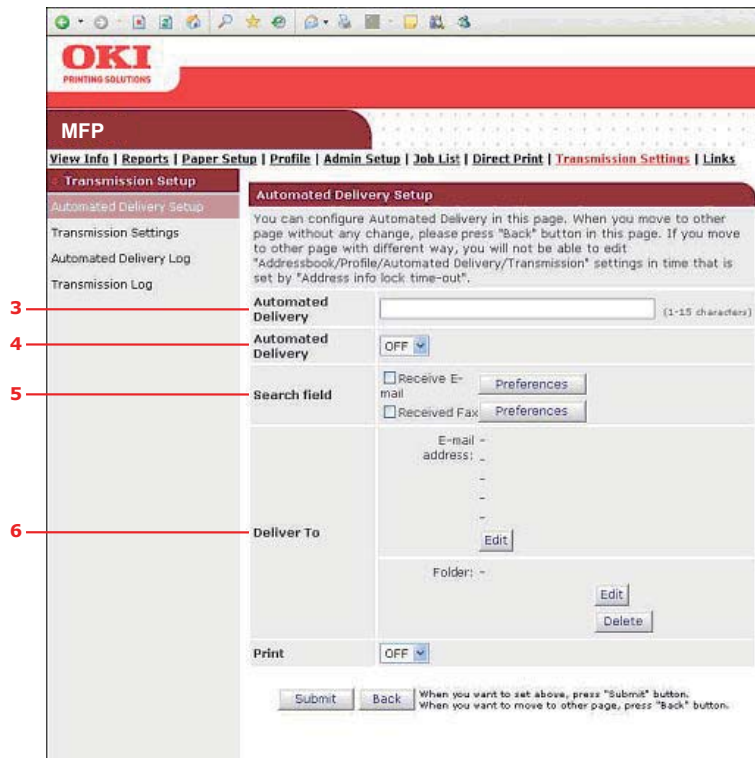 OKI
PRINTING SOLUTIONS
MFP
View Info | Reports | Paper Setup | Profile | Admin Setup | Job List | Direct Print | Transmission Settings | Links
Transmission Setup
Automated Delivery Setup
Transmission Settings
Automated Delivery Log
Transmission Log
Automated Delivery Setup
You can configure Automated Delivery in this page. When you move to other
page without any change, please press "Back" button in this page. If you move
to other page with different way, you will not be able to edit
"Addressbook/Profile/Automated Delivery/Transmission" settings in time that is
set by "Address info lock time-out".
3
Automated
Delivery
(1-15 characters)
4
Automated
Delivery
OFF
5
Search field
Receive E-
mail
Preferences
Received Fax
Preferences
6
Deliver To
E-mail -
address: -
-
-
-
Edit
Folder: -
Edit
Delete
Print
OFF
Submit
Back
When you want to set above, press "Submit" button.
When you want to move to other page, press "Back" button.